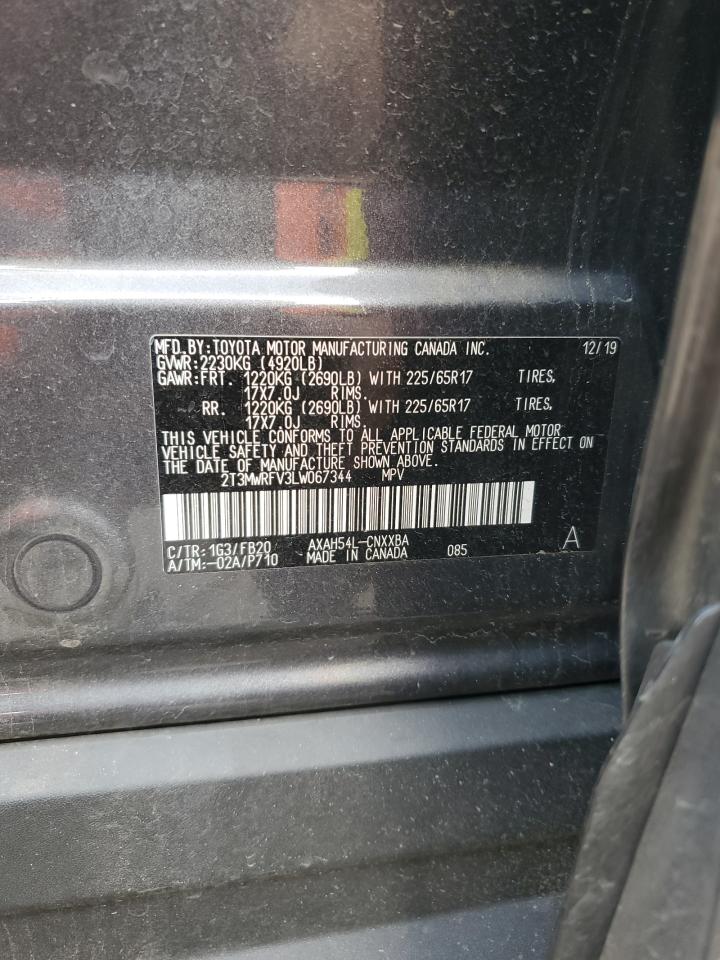 MFD.BY:TOYOTA MOTOR MANUFACTURING CANADA INC. 12/19
GVWR:2230KG (4920LB)
GAWR:FRT. 1220KG (2690LB) WITH 225/65R17 TIRES,
17X7.0J RIMS.
RR. 1220KG (2690LB) WITH 225/65R17 TIRES,
17X7.0J RIMS.
THIS VEHICLE CONFORMS TO ALL APPLICABLE FEDERAL MOTOR
VEHICLE SAFETY AND THEFT PREVENTION STANDARDS IN EFFECT ON
THE DATE OF MANUFACTURE SHOWN ABOVE.
2T3MWRFV3LW067344 MPV
C/TR:1G3/FB20 AXAH54L-CNXXBA A
A/TM:-02A/P710 MADE IN CANADA 085